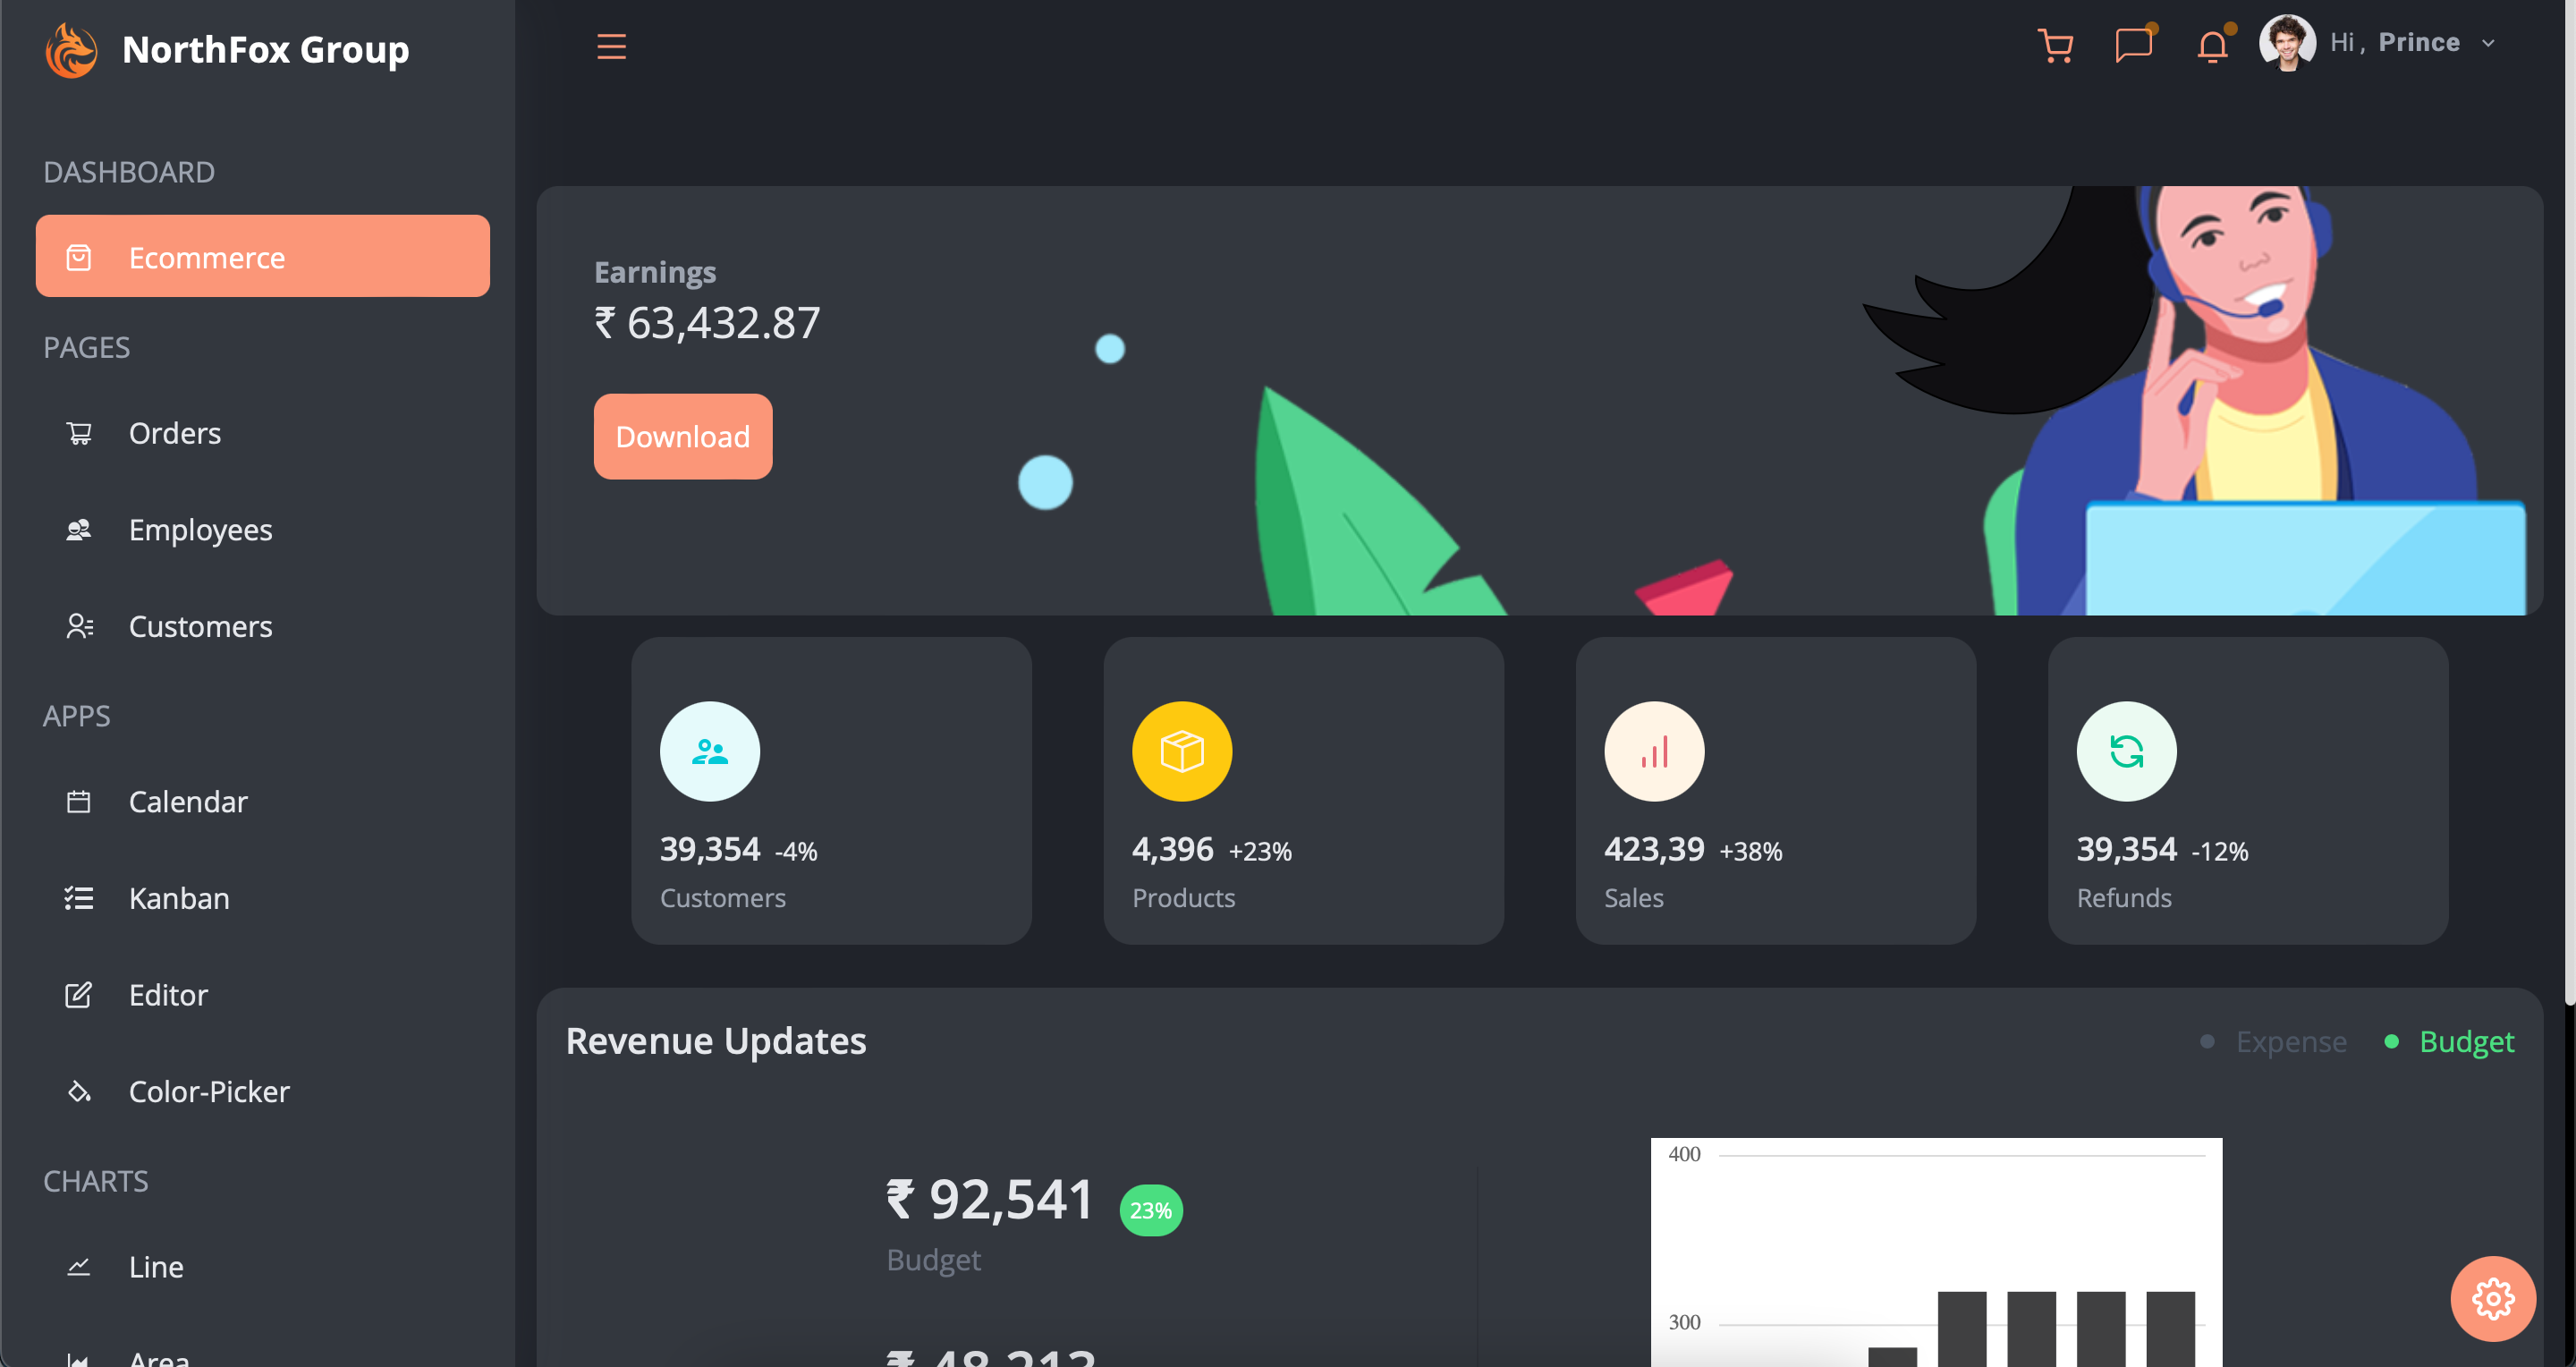 NorthFox Group
Hi , Prince
DASHBOARD
Ecommerce
PAGES
Orders
Employees
Customers
APPS
Calendar
Kanban
Editor
Color-Picker
CHARTS
Line
Area
Earnings
₹ 63,432.87
Download
39,354 -4%
Customers
4,396 +23%
Products
423,39 +38%
Sales
39,354 -12%
Refunds
Revenue Updates
Expense
Budget
₹ 92,541 23%
Budget
₹ 48,213
400
300